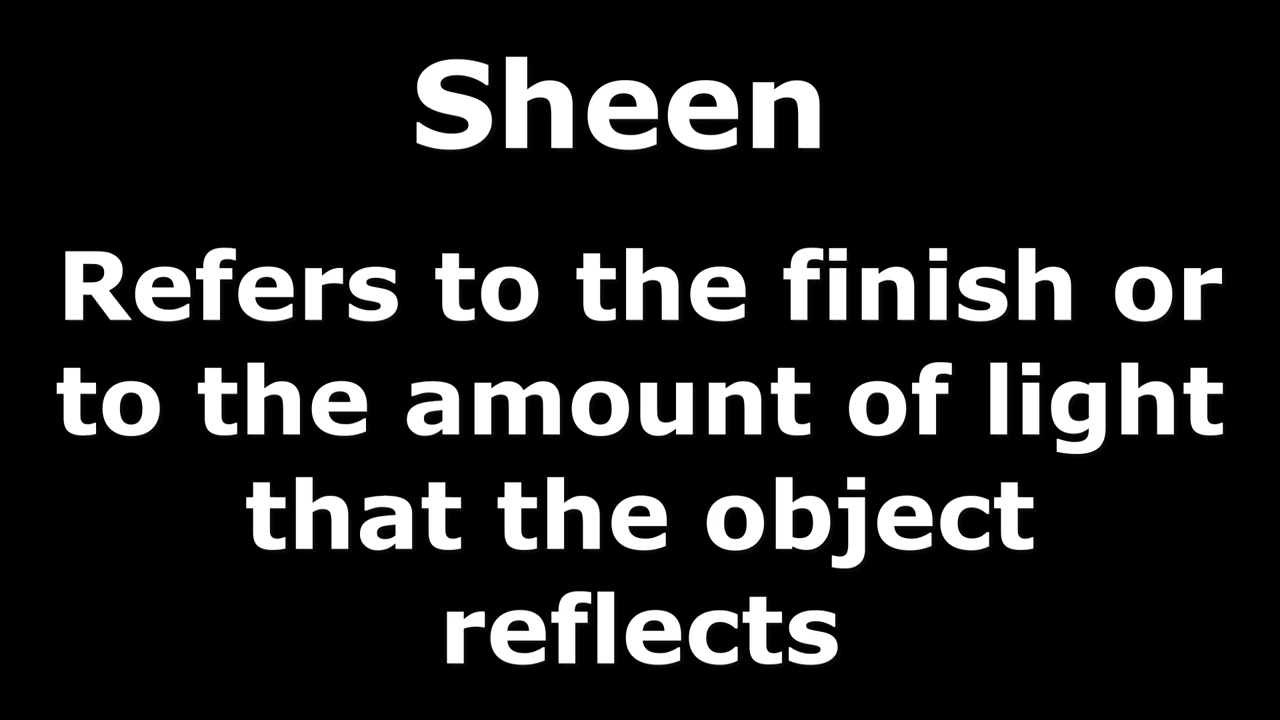 Sheen
Refers to the finish or
to the amount of light
that the object
reflects